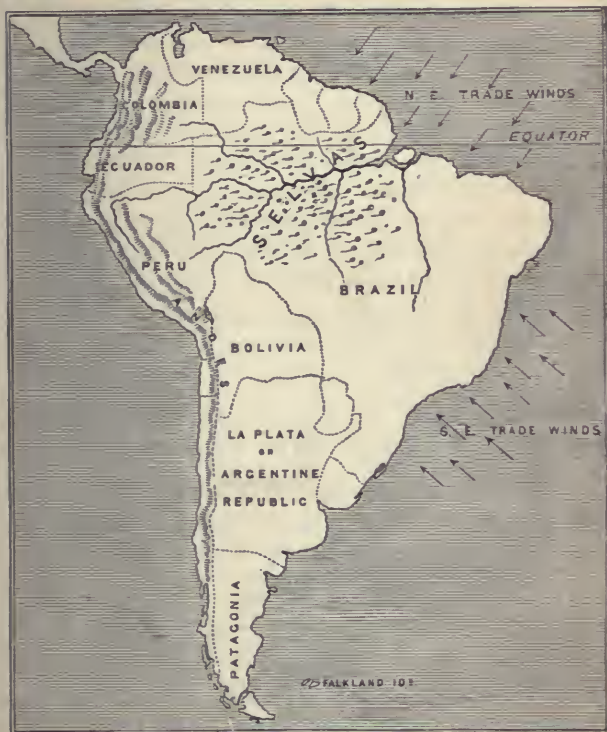 VENEZUELA
COLOMBIA
N. E. TRADE WINDS
EQUATOR
ECUADOR
SELVAS
PERU
BRAZIL
ANDES
BOLIVIA
S. E. TRADE WINDS
LA PLATA
OR
ARGENTINE
REPUBLIC
PATAGONIA
FALKLAND IDS